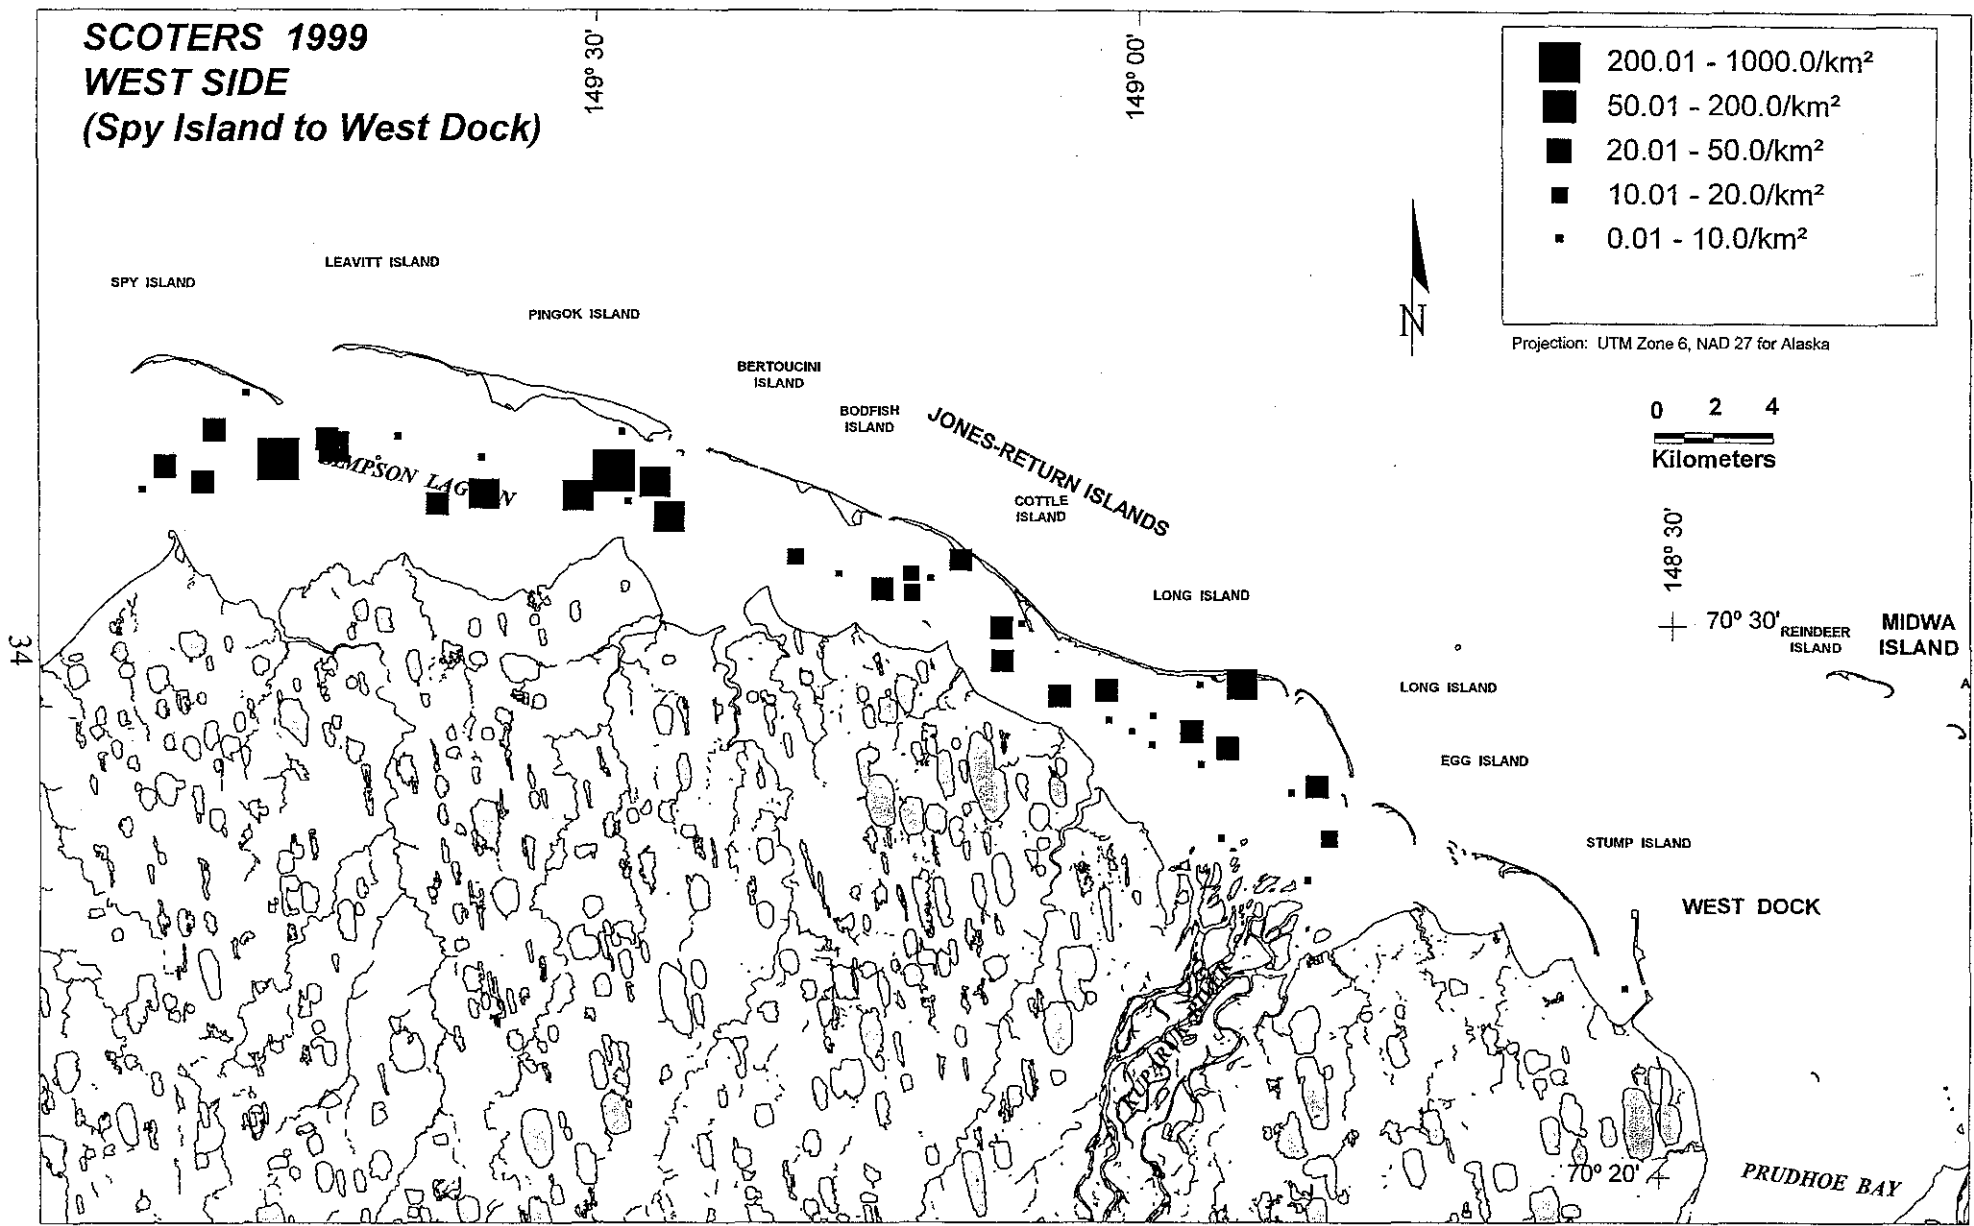 SCOTERS 1999
WEST SIDE
(Spy Island to West Dock)
149° 30'
149° 00'
200.01 - 1000.0/km²
50.01 - 200.0/km²
20.01 - 50.0/km²
10.01 - 20.0/km²
0.01 - 10.0/km²
Projection: UTM Zone 6, NAD 27 for Alaska
N
0 2 4
Kilometers
SPY ISLAND
LEAVITT ISLAND
PINGOK ISLAND
BERTOUCINI
ISLAND
BODFISH
ISLAND
JONES-RETURN ISLANDS
COTTLE
ISLAND
SIMPSON LAGOON
LONG ISLAND
148° 30'
70° 30'
REINDEER
ISLAND
MIDWA
ISLAND
A
LONG ISLAND
EGG ISLAND
STUMP ISLAND
WEST DOCK
KUPARUK RIVER
70° 20'
PRUDHOE BAY
34